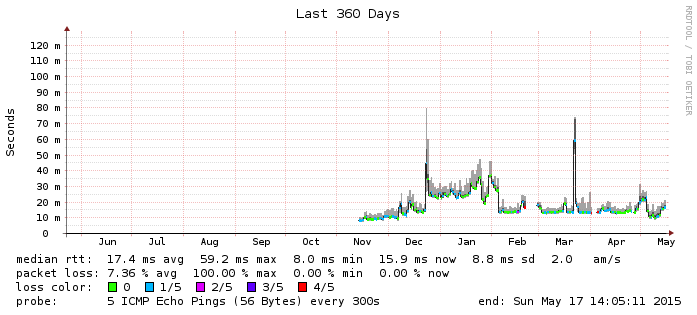 Last 360 Days
RRDTOOL / TOBI OETIKER
Seconds
120 m
110 m
100 m
90 m
80 m
70 m
60 m
50 m
40 m
30 m
20 m
10 m
0
Jun Jul Aug Sep Oct Nov Dec Jan Feb Mar Apr May
median rtt: 17.4 ms avg 59.2 ms max 8.0 ms min 15.9 ms now 8.8 ms sd 2.0 am/s
packet loss: 7.36 % avg 100.00 % max 0.00 % min 0.00 % now
loss color: 0 1/5 2/5 3/5 4/5
probe: 5 ICMP Echo Pings (56 Bytes) every 300s end: Sun May 17 14:05:11 2015